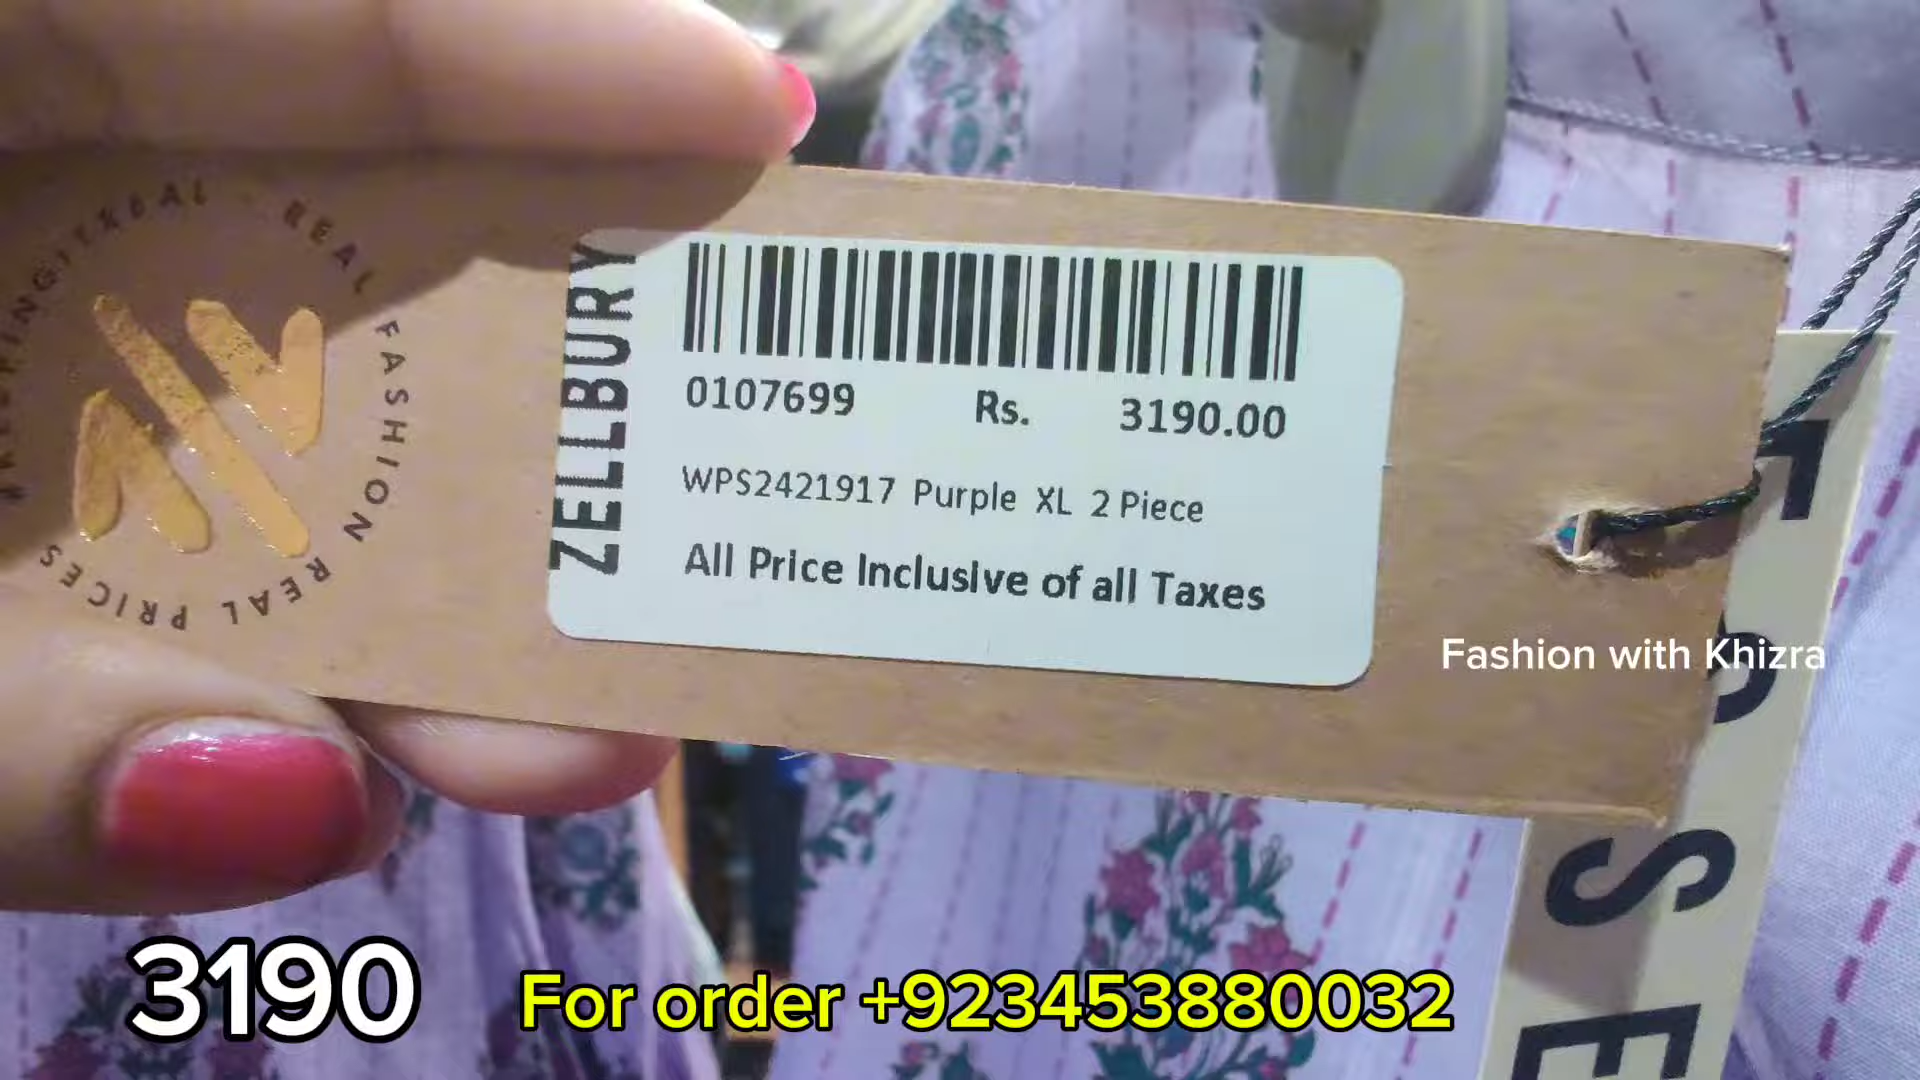 REAL FASHION REAL PRICES
ZELLBURY
0107699 Rs. 3190.00
WPS2421917 Purple XL 2 Piece
All Price Inclusive of all Taxes
Fashion with Khizra
S
E
3190
For order +923453880032